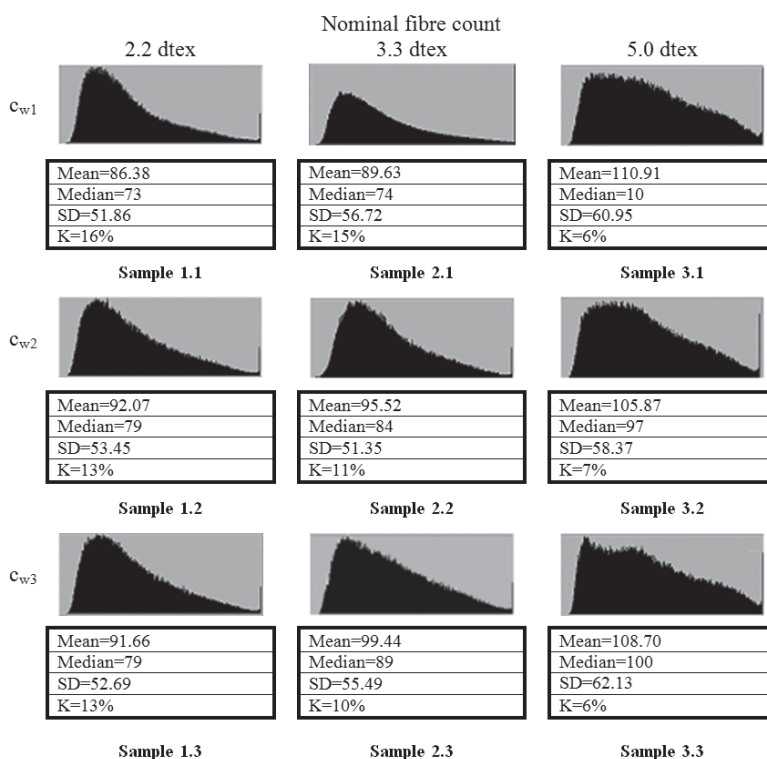 Nominal fibre count
2.2 dtex 3.3 dtex 5.0 dtex
cw1
Mean=86.38 Mean=89.63 Mean=110.91
Median=73 Median=74 Median=10
SD=51.86 SD=56.72 SD=60.95
K=16% K=15% K=6%
Sample 1.1 Sample 2.1 Sample 3.1
cw2
Mean=92.07 Mean=95.52 Mean=105.87
Median=79 Median=84 Median=97
SD=53.45 SD=51.35 SD=58.37
K=13% K=11% K=7%
Sample 1.2 Sample 2.2 Sample 3.2
cw3
Mean=91.66 Mean=99.44 Mean=108.70
Median=79 Median=89 Median=100
SD=52.69 SD=55.49 SD=62.13
K=13% K=10% K=6%
Sample 1.3 Sample 2.3 Sample 3.3